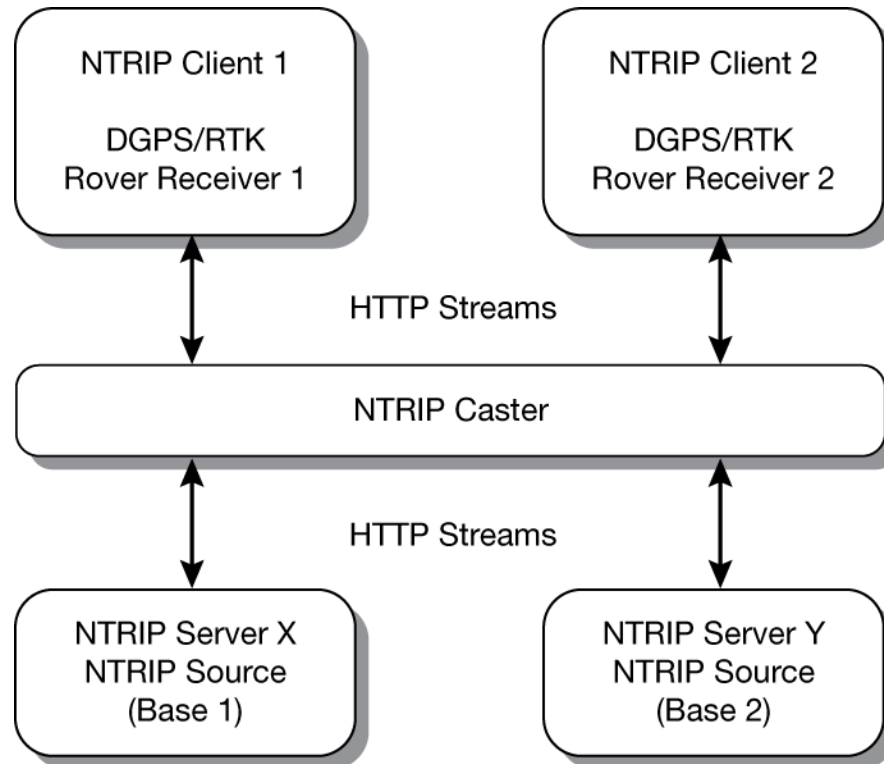 NTRIP Client 1
DGPS/RTK
Rover Receiver 1
NTRIP Client 2
DGPS/RTK
Rover Receiver 2
HTTP Streams
NTRIP Caster
HTTP Streams
NTRIP Server X
NTRIP Source
(Base 1)
NTRIP Server Y
NTRIP Source
(Base 2)